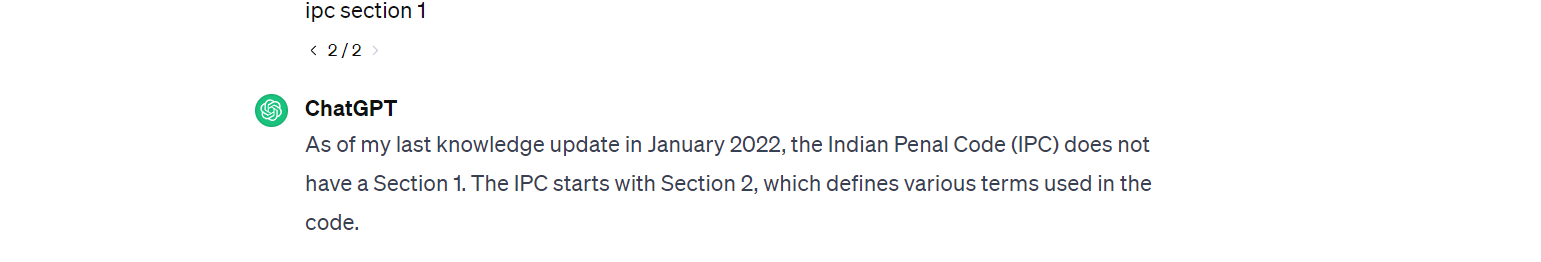 ipc section 1
< 2 / 2 >
ChatGPT
As of my last knowledge update in January 2022, the Indian Penal Code (IPC) does not
have a Section 1. The IPC starts with Section 2, which defines various terms used in the
code.